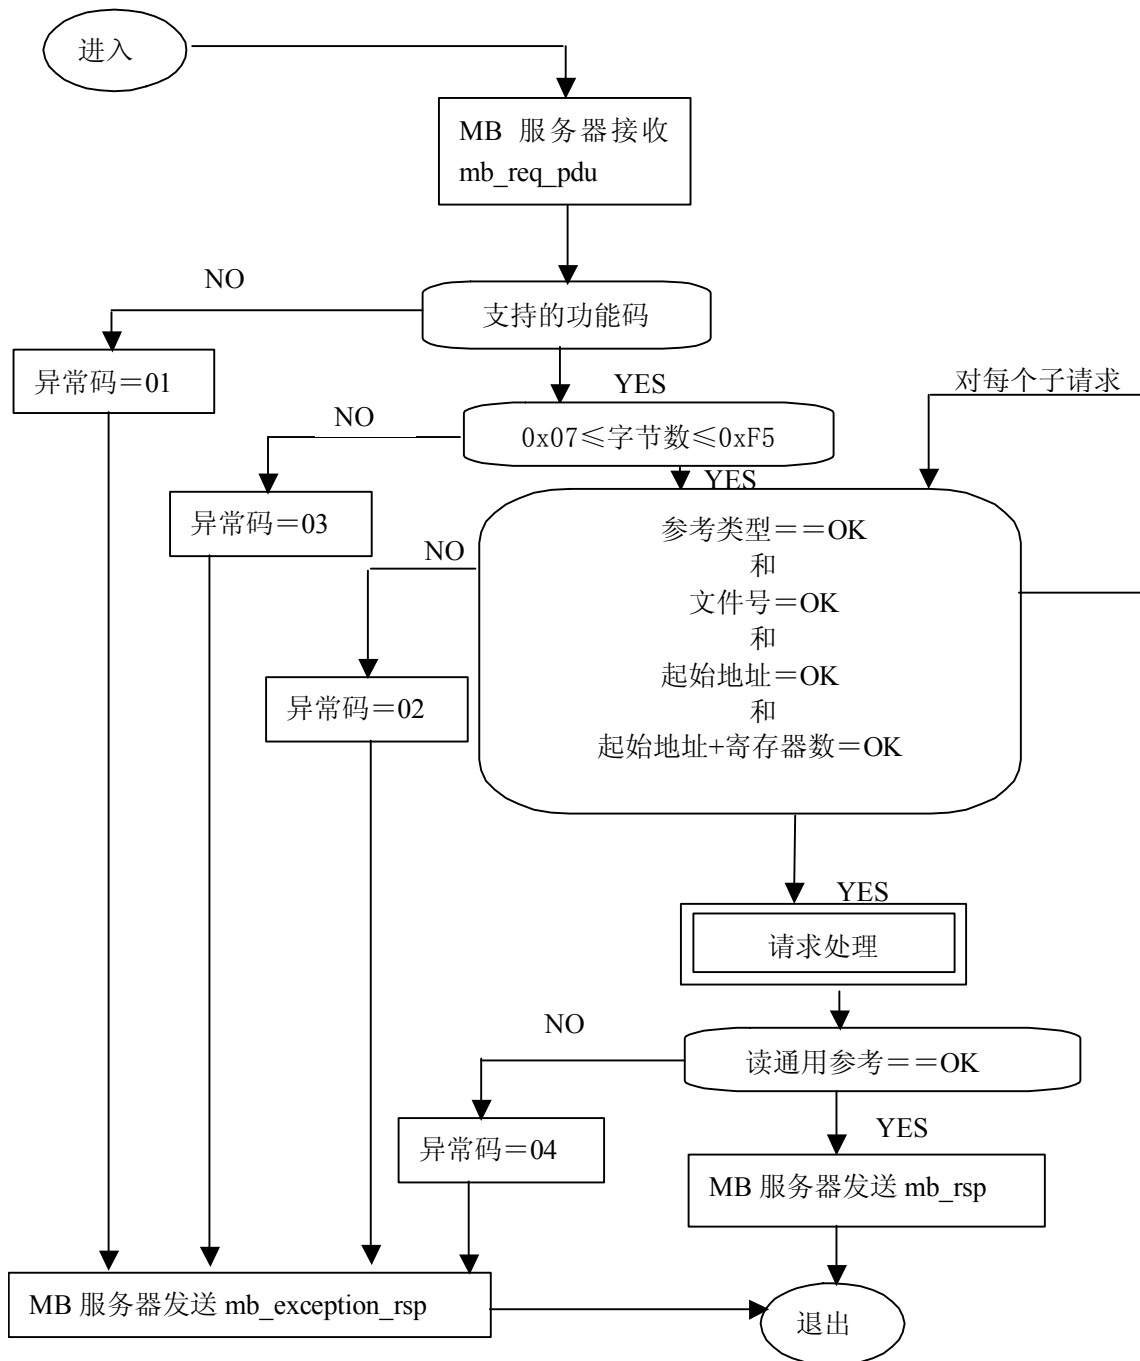 进入
MB 服务器接收
mb_req_pdu
NO
支持的功能码
异常码＝01
YES
对每个子请求
NO
0x07≤字节数≤0xF5
YES
异常码＝03
参考类型＝＝OK
NO
和
文件号＝OK
和
起始地址＝OK
异常码＝02
和
起始地址+寄存器数＝OK
YES
请求处理
NO
读通用参考＝＝OK
YES
异常码＝04
MB 服务器发送 mb_rsp
MB 服务器发送 mb_exception_rsp
退出